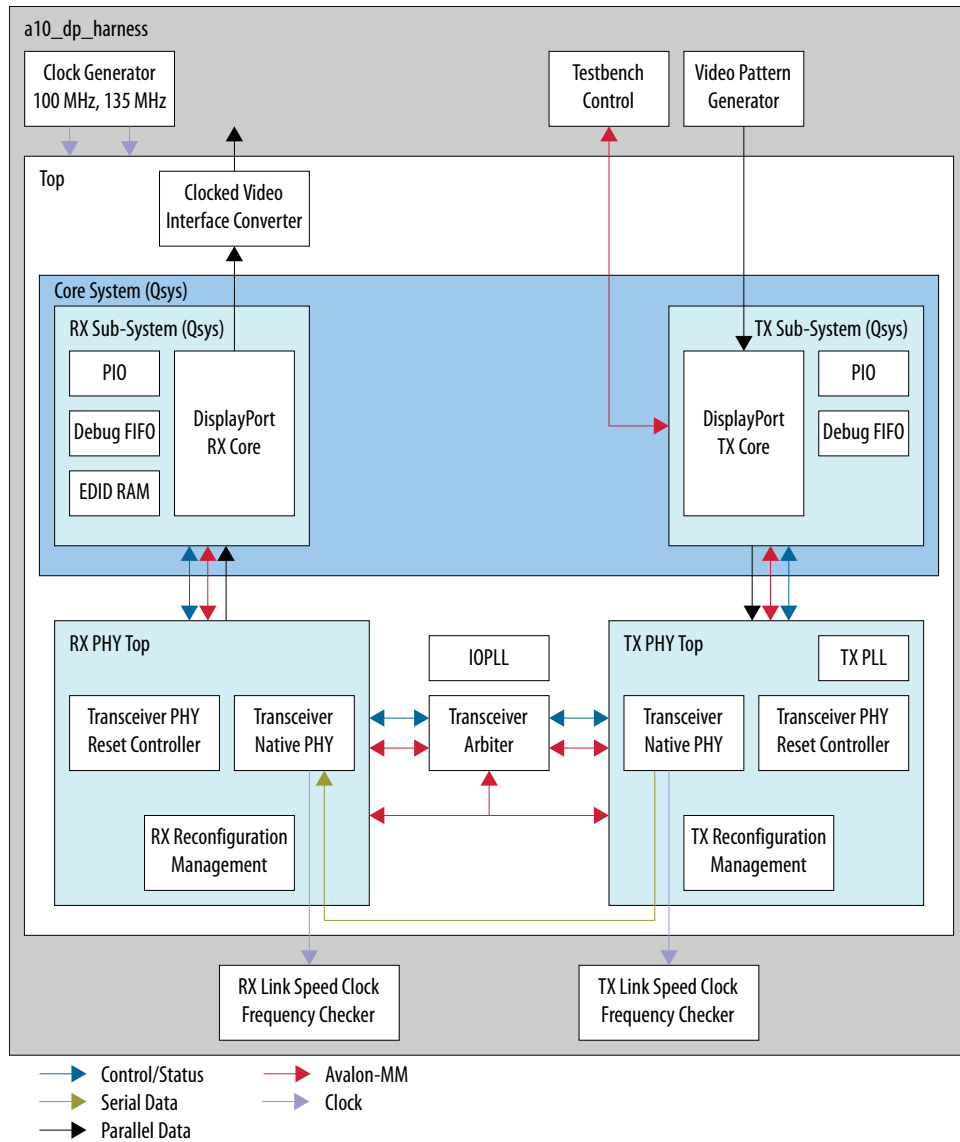 a10_dp_harness
Clock Generator
100 MHz, 135 MHz
Testbench
Control
Video Pattern
Generator
Top
Clocked Video
Interface Converter
Core System (Qsys)
RX Sub-System (Qsys)
PIO
Debug FIFO
EDID RAM
DisplayPort
RX Core
TX Sub-System (Qsys)
DisplayPort
TX Core
PIO
Debug FIFO
RX PHY Top
Transceiver PHY
Reset Controller
Transceiver
Native PHY
RX Reconfiguration
Management
IOPLL
Transceiver
Arbiter
TX PHY Top
TX PLL
Transceiver
Native PHY
Transceiver PHY
Reset Controller
TX Reconfiguration
Management
RX Link Speed Clock
Frequency Checker
TX Link Speed Clock
Frequency Checker
Control/Status
Serial Data
Parallel Data
Avalon-MM
Clock